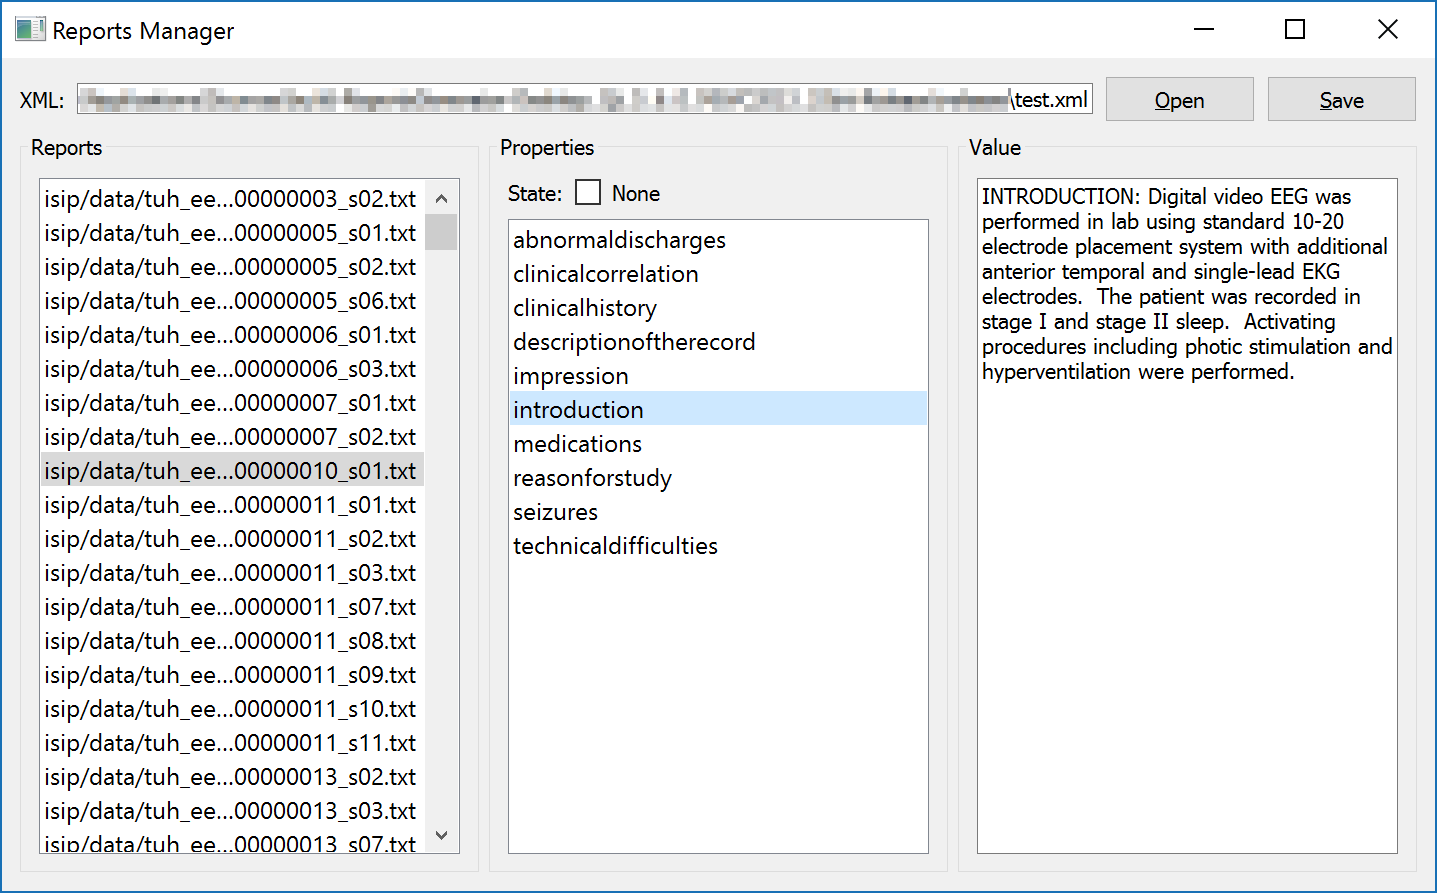 Reports Manager
XML: \test.xml Open Save
Reports
isip/data/tuh_ee...00000003_s02.txt
isip/data/tuh_ee...00000005_s01.txt
isip/data/tuh_ee...00000005_s02.txt
isip/data/tuh_ee...00000005_s06.txt
isip/data/tuh_ee...00000006_s01.txt
isip/data/tuh_ee...00000006_s03.txt
isip/data/tuh_ee...00000007_s01.txt
isip/data/tuh_ee...00000007_s02.txt
isip/data/tuh_ee...00000010_s01.txt
isip/data/tuh_ee...00000011_s01.txt
isip/data/tuh_ee...00000011_s02.txt
isip/data/tuh_ee...00000011_s03.txt
isip/data/tuh_ee...00000011_s07.txt
isip/data/tuh_ee...00000011_s08.txt
isip/data/tuh_ee...00000011_s09.txt
isip/data/tuh_ee...00000011_s10.txt
isip/data/tuh_ee...00000011_s11.txt
isip/data/tuh_ee...00000013_s02.txt
isip/data/tuh_ee...00000013_s03.txt
isip/data/tuh_ee...00000013_s07.txt
Properties
State: None
abnormaldischarges
clinicalcorrelation
clinicalhistory
descriptionoftherecord
impression
introduction
medications
reasonforstudy
seizures
technicaldifficulties
Value
INTRODUCTION: Digital video EEG was
performed in lab using standard 10-20
electrode placement system with additional
anterior temporal and single-lead EKG
electrodes.  The patient was recorded in
stage I and stage II sleep.  Activating
procedures including photic stimulation and
hyperventilation were performed.